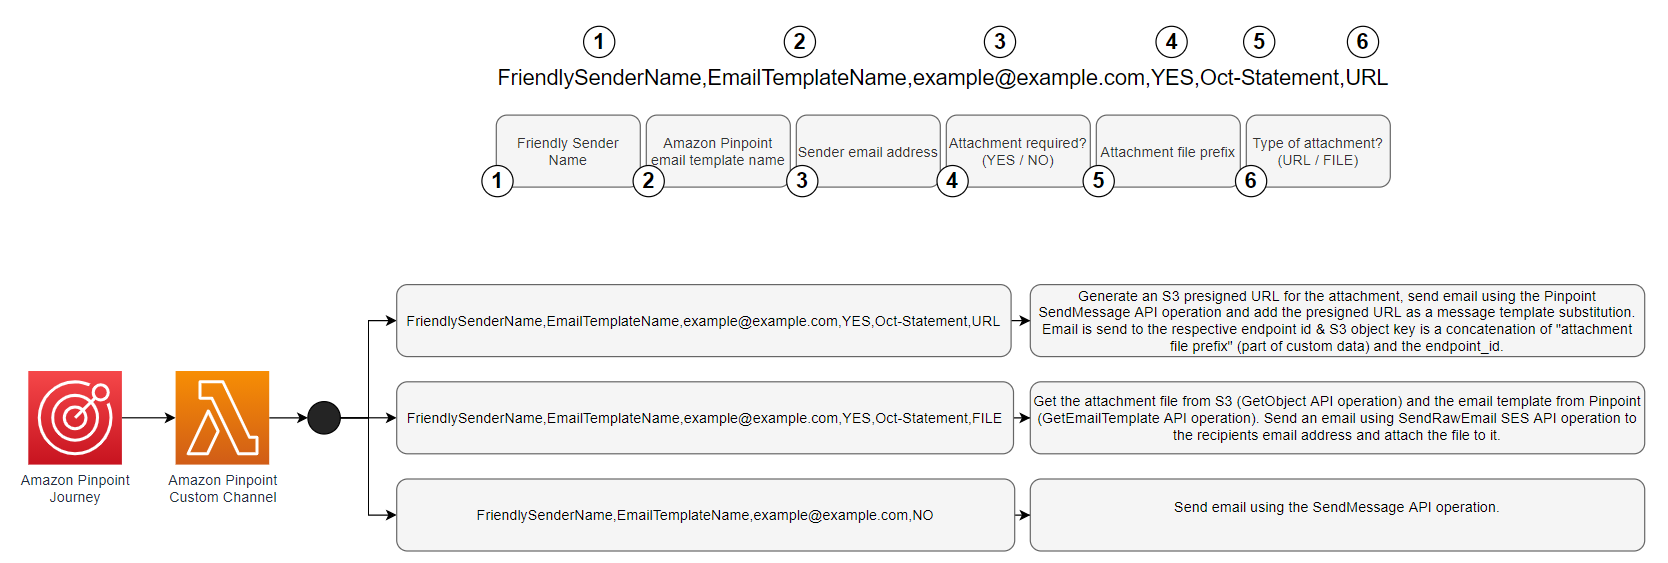 1 2 3 4 5 6
FriendlySenderName,EmailTemplateName,example@example.com,YES,Oct-Statement,URL
Friendly Sender
Name
1
Amazon Pinpoint
email template name
2
Sender email address
3
Attachment required?
(YES / NO)
4
Attachment file prefix
5
Type of attachment?
(URL / FILE)
6
Amazon Pinpoint
Journey
Amazon Pinpoint
Custom Channel
FriendlySenderName,EmailTemplateName,example@example.com,YES,Oct-Statement,URL
Generate an S3 presigned URL for the attachment, send email using the Pinpoint
SendMessage API operation and add the presigned URL as a message template substitution.
Email is send to the respective endpoint id & S3 object key is a concatenation of "attachment
file prefix" (part of custom data) and the endpoint_id.
FriendlySenderName,EmailTemplateName,example@example.com,YES,Oct-Statement,FILE
Get the attachment file from S3 (GetObject API operation) and the email template from Pinpoint
(GetEmailTemplate API operation). Send an email using SendRawEmail SES API operation to
the recipients email address and attach the file to it.
FriendlySenderName,EmailTemplateName,example@example.com,NO
Send email using the SendMessage API operation.